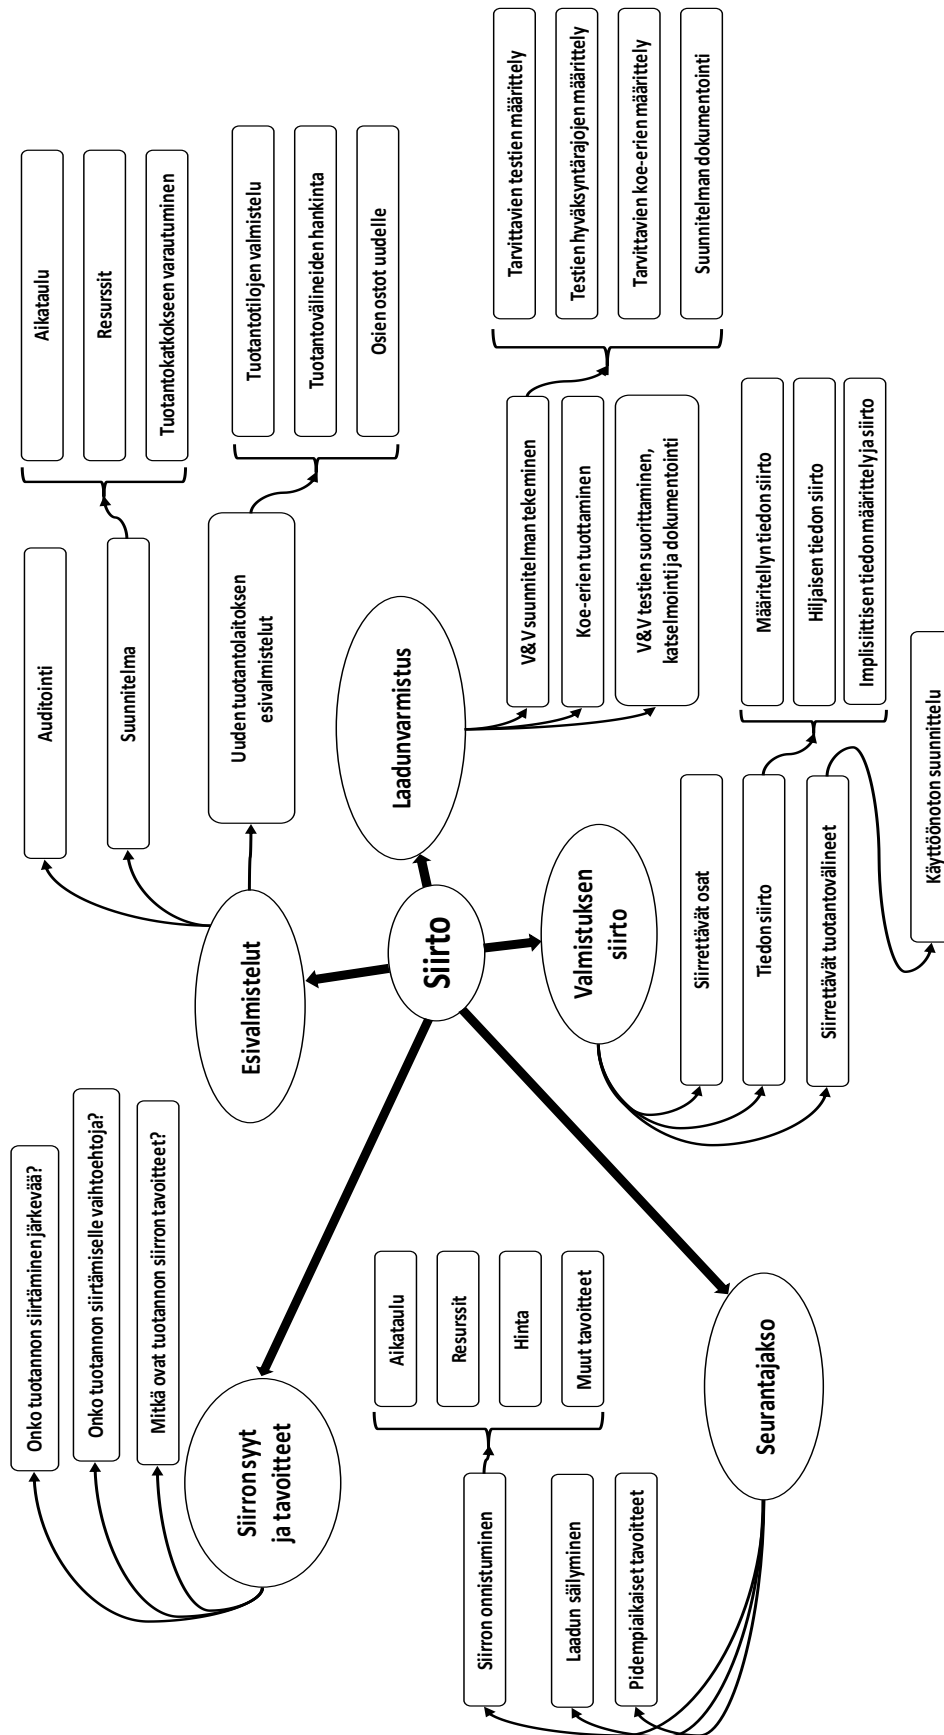 Onko tuotannon siirtäminen järkevää?
Onko tuotannon siirtämiselle vaihtoehtoja?
Mitkä ovat tuotannon siirron tavoitteet?
Siirron syyt
ja tavoitteet
Esivalmistelut
Auditointi
Suunnitelma
Aikataulu
Resurssit
Tuotantokatkokseen varautuminen
Uuden tuotantolaitoksen
esivalmistelut
Tuotantotilojen valmistelu
Tuotantovälineiden hankinta
Osien ostot uudelle
Siirto
Laadunvarmistus
V&V suunnitelman tekeminen
Koe-erien tuottaminen
V&V testien suorittaminen,
katselmointi ja dokumentointi
Tarvittavien testien määrittely
Testien hyväksyntärajojen määrittely
Tarvittavien koe-erien määrittely
Suunnitelman dokumentointi
Valmistuksen
siirto
Siirrettävät osat
Tiedon siirto
Siirrettävät tuotantovälineet
Määritellyn tiedon siirto
Hiljaisen tiedon siirto
Implisiittisen tiedon määrittely ja siirto
Käyttöönoton suunnittelu
Seurantajakso
Siirron onnistuminen
Laadun säilyminen
Pidempiaikaiset tavoitteet
Aikataulu
Resurssit
Hinta
Muut tavoitteet